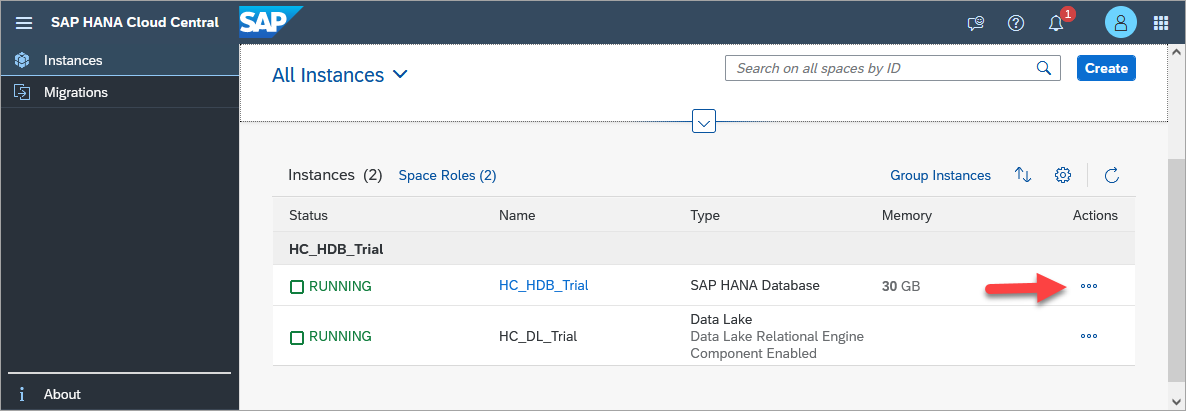 SAP HANA Cloud Central SAP 1
Instances
Migrations
All Instances Search on all spaces by ID Create
Instances (2) Space Roles (2) Group Instances
Status Name Type Memory Actions
HC_HDB_Trial
RUNNING HC_HDB_Trial SAP HANA Database 30 GB
RUNNING HC_DL_Trial Data Lake
Data Lake Relational Engine
Component Enabled
About